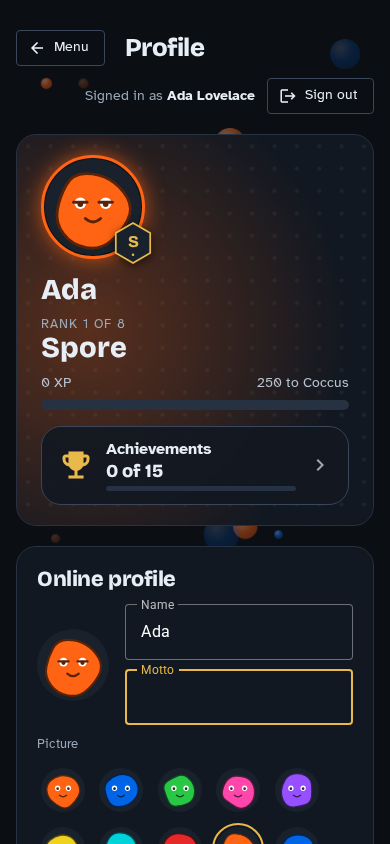 Menu
Profile
Signed in as Ada Lovelace
Sign out
S
Ada
RANK 1 OF 8
Spore
0 XP
250 to Coccus
Achievements
0 of 15
Online profile
Name
Ada
Motto
Picture